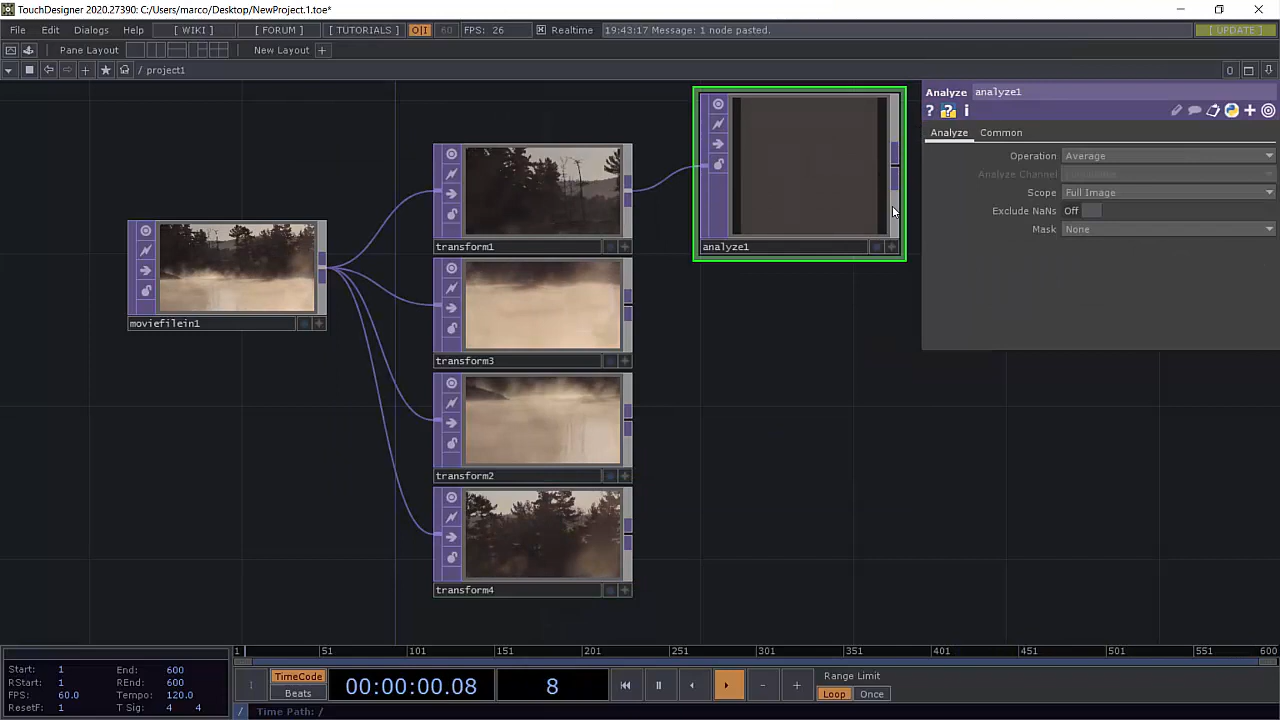 TouchDesigner 2020.27390: C:/Users/marco/Desktop/NewProject.1.toe*
File Edit Dialogs Help [ WIKI ] [ FORUM ] [ TUTORIALS ] O|I 60 FPS: 26 Realtime 19:43:17 Message: 1 node pasted. [ UPDATE ]
Pane Layout New Layout +
/ project1 0
Analyze analyze1
? ? i
Analyze Common
Operation Average
Analyze Channel Luminance
Scope Full Image
Exclude NaNs Off
Mask None
transform1
analyze1
moviefilein1
transform3
transform2
transform4
1 51 101 151 201 251 301 351 401 451 501 551 600
Start: 1 End: 600
RStart: 1 REnd: 600
FPS: 60.0 Tempo: 120.0
ResetF: 1 T Sig: 4 4
TimeCode
Beats
00:00:00.08 8
Range Limit
Loop Once
/ Time Path: /